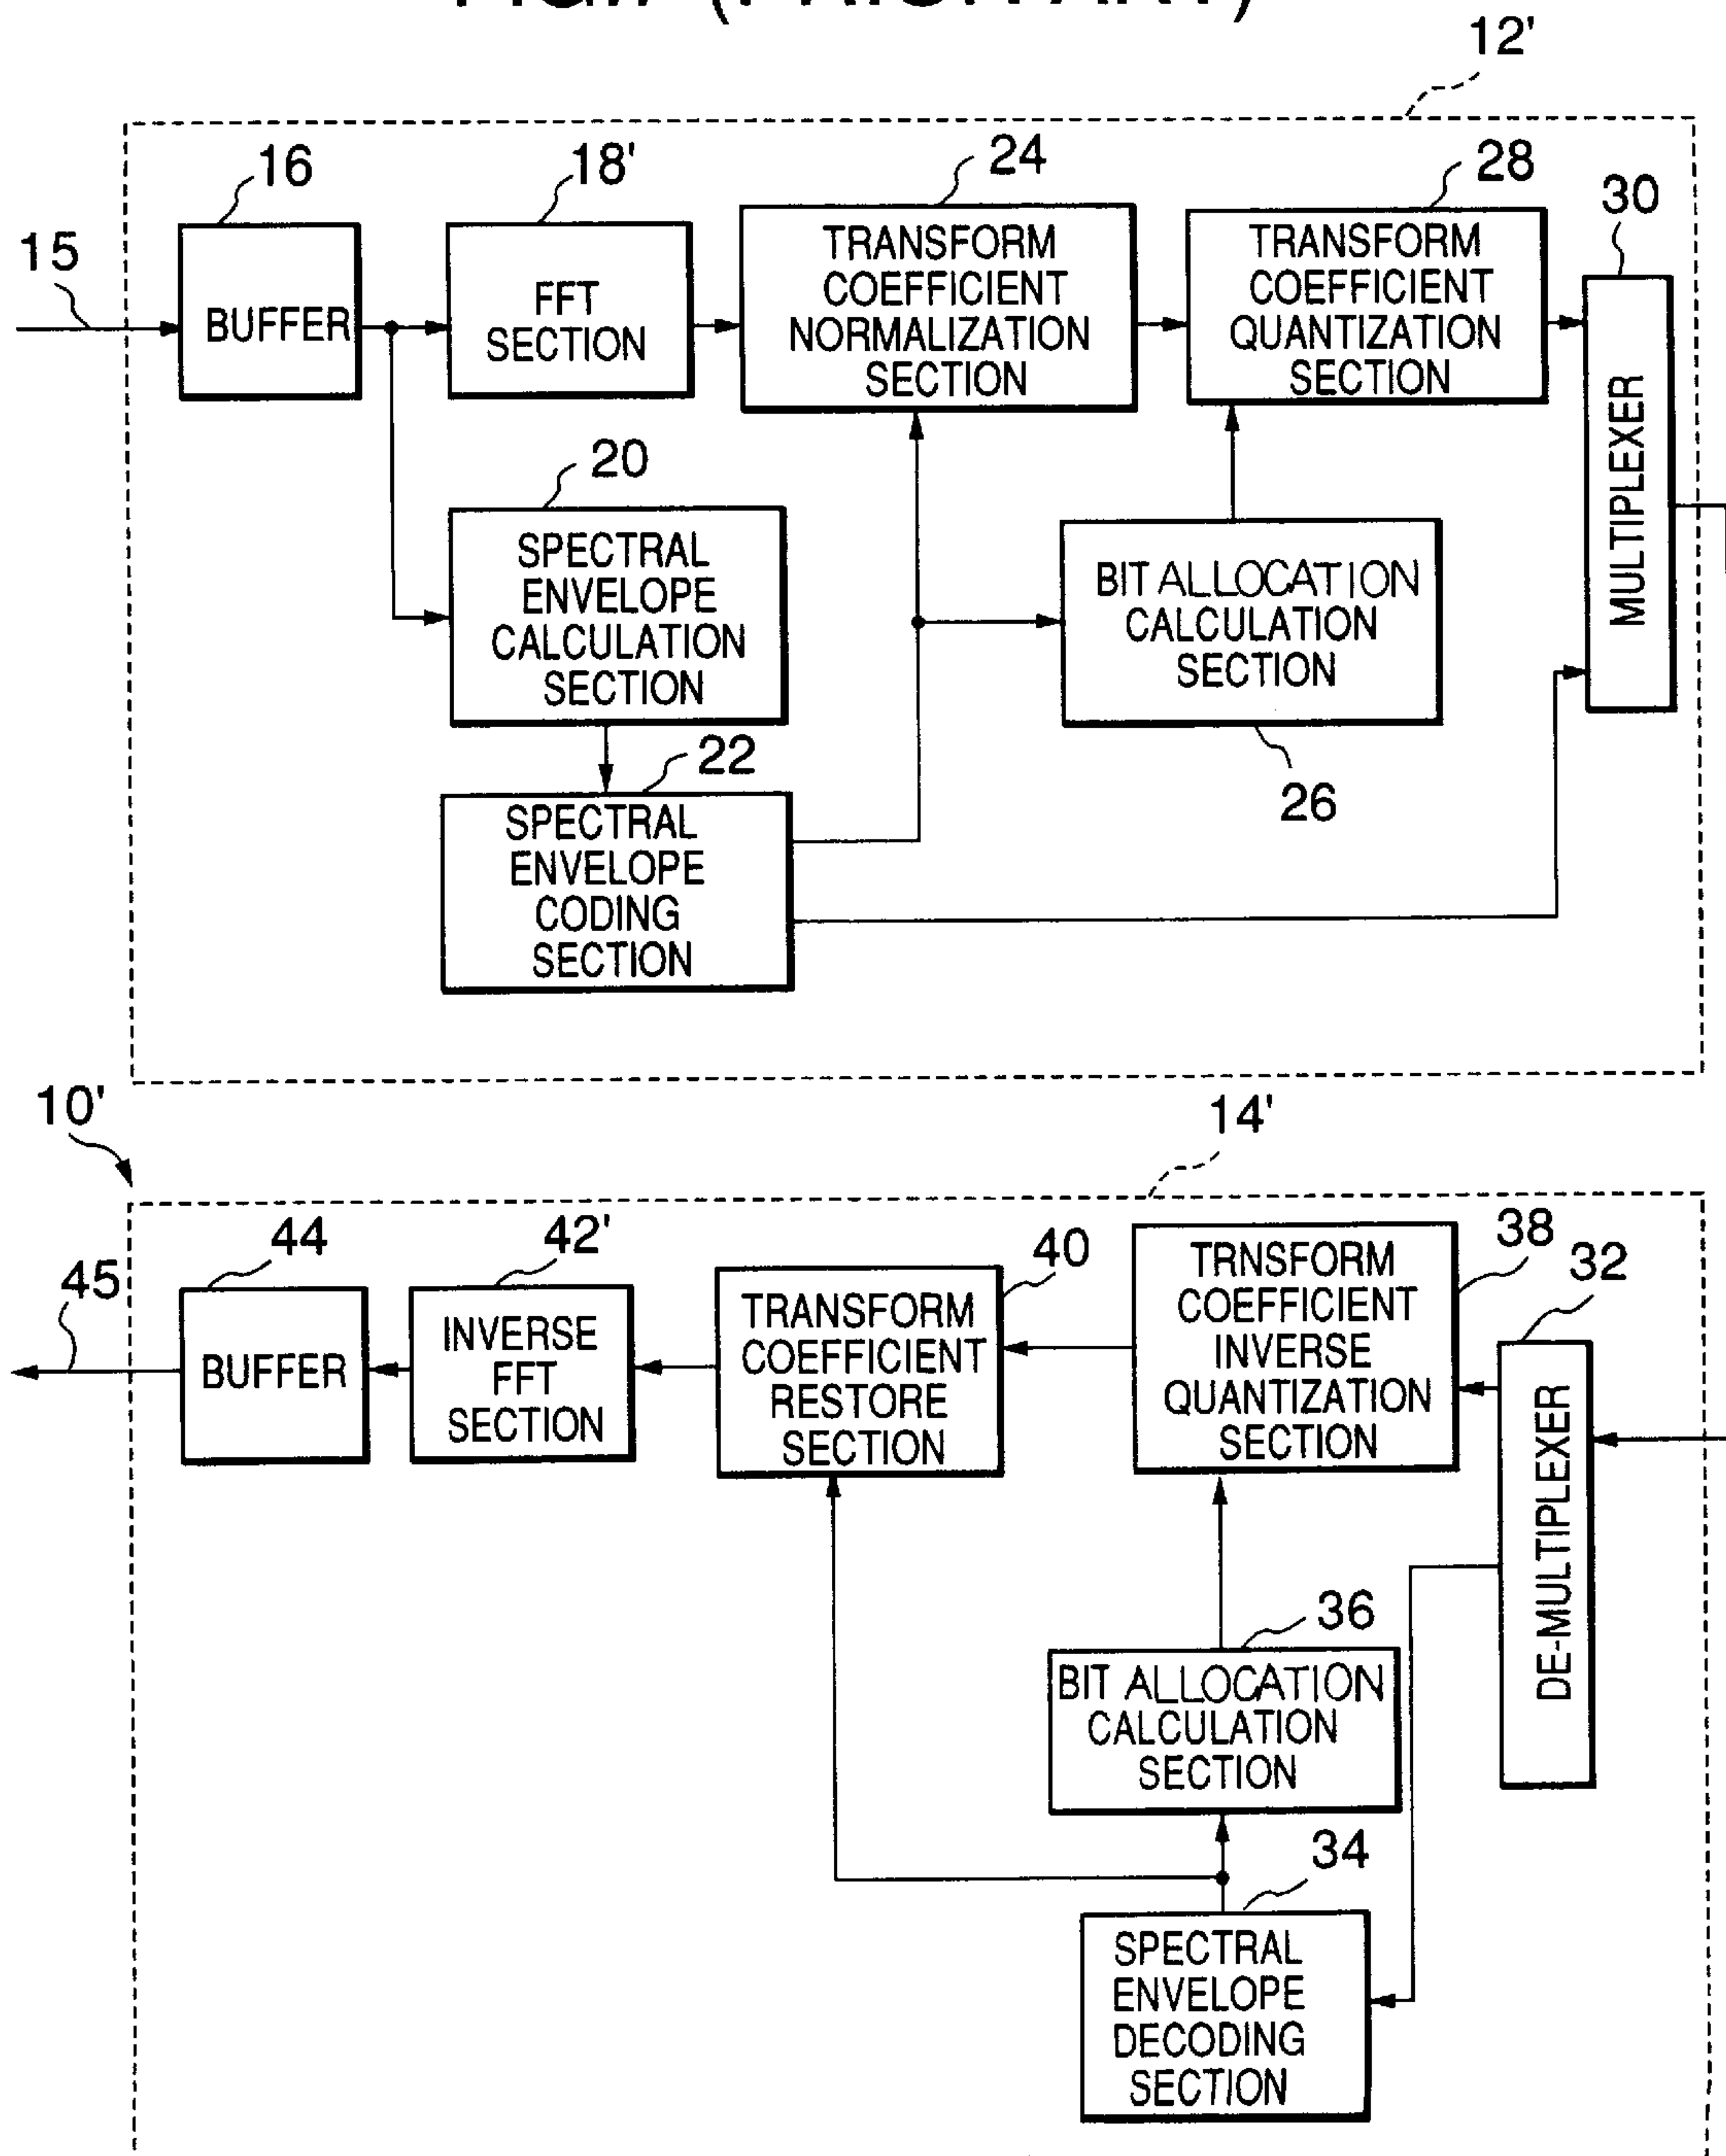 (PRIOR ART)
12'
16
18'
24
28
30
15
BUFFER
FFT
SECTION
TRANSFORM
COEFFICIENT
NORMALIZATION
SECTION
TRANSFORM
COEFFICIENT
QUANTIZATION
SECTION
MULTIPLEXER
20
SPECTRAL
ENVELOPE
CALCULATION
SECTION
BIT ALLOCATION
CALCULATION
SECTION
26
22
SPECTRAL
ENVELOPE
CODING
SECTION
10'
14'
44
42'
40
38
32
45
BUFFER
INVERSE
FFT
SECTION
TRANSFORM
COEFFICIENT
RESTORE
SECTION
TRNSFORM
COEFFICIENT
INVERSE
QUANTIZATION
SECTION
DE-MULTIPLEXER
36
BIT ALLOCATION
CALCULATION
SECTION
34
SPECTRAL
ENVELOPE
DECODING
SECTION